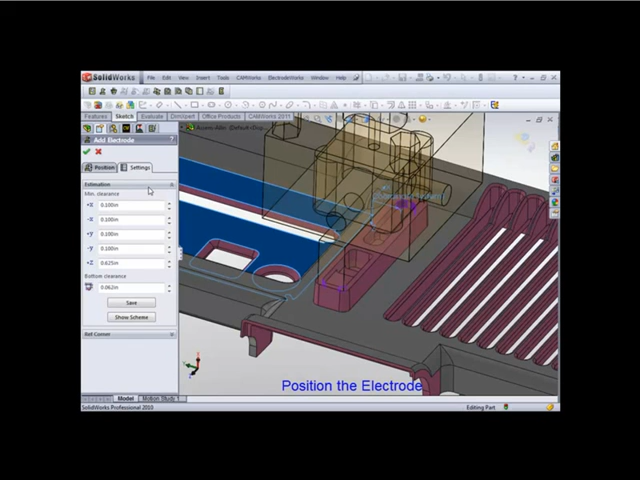 SolidWorks File Edit View Insert Tools CAMWorks ElectrodeWorks Window Help
Features Sketch Evaluate DimXpert Office Products CAMWorks 2011
Add Electrode
Position Settings
Estimation
Min. clearance
+X 0.100in
-X 0.100in
+Y 0.100in
-Y 0.100in
+Z 0.625in
Bottom clearance
0.062in
Save
Show Scheme
Ref Corner
Position the Electrode
Model Motion Study 1
SolidWorks Professional 2010 Editing Part